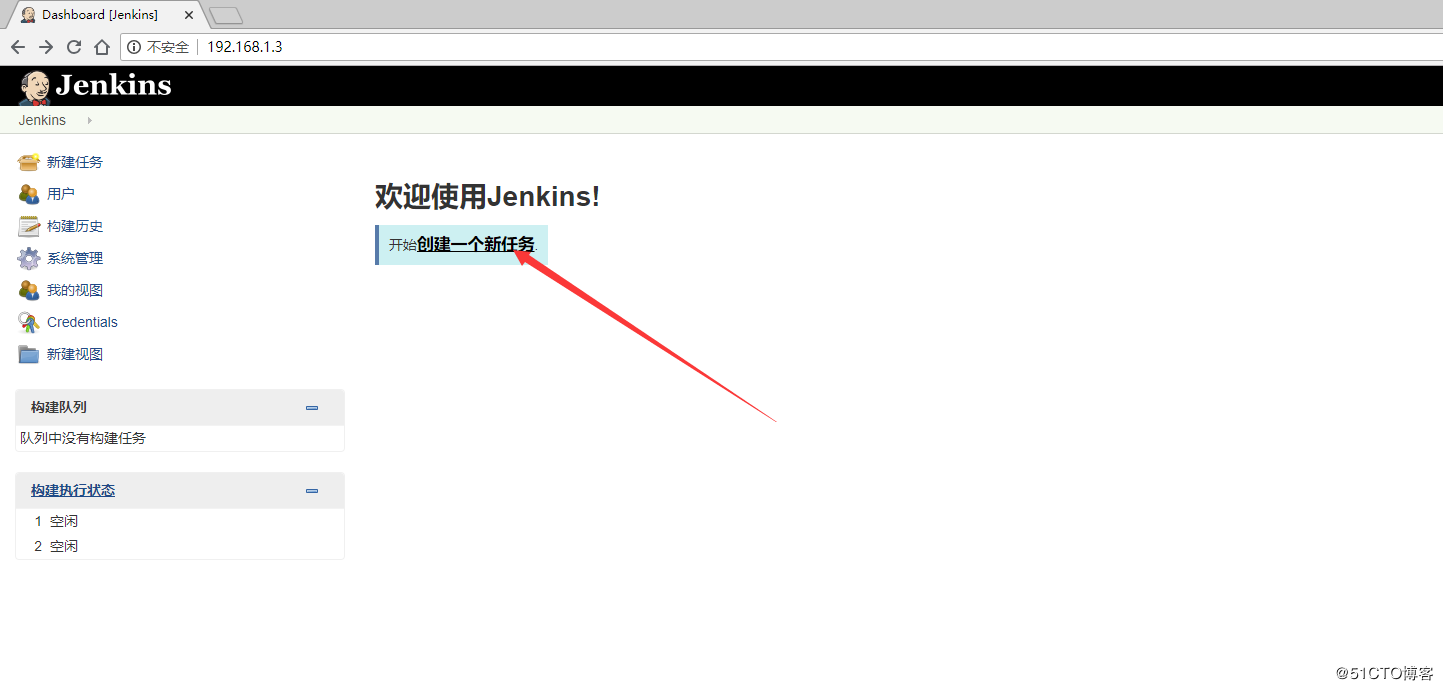 Dashboard [Jenkins]
不安全 192.168.1.3
Jenkins
Jenkins
新建任务
用户
构建历史
系统管理
我的视图
Credentials
新建视图
欢迎使用Jenkins!
开始创建一个新任务.
构建队列
队列中没有构建任务
构建执行状态
1 空闲
2 空闲
@51CTO博客